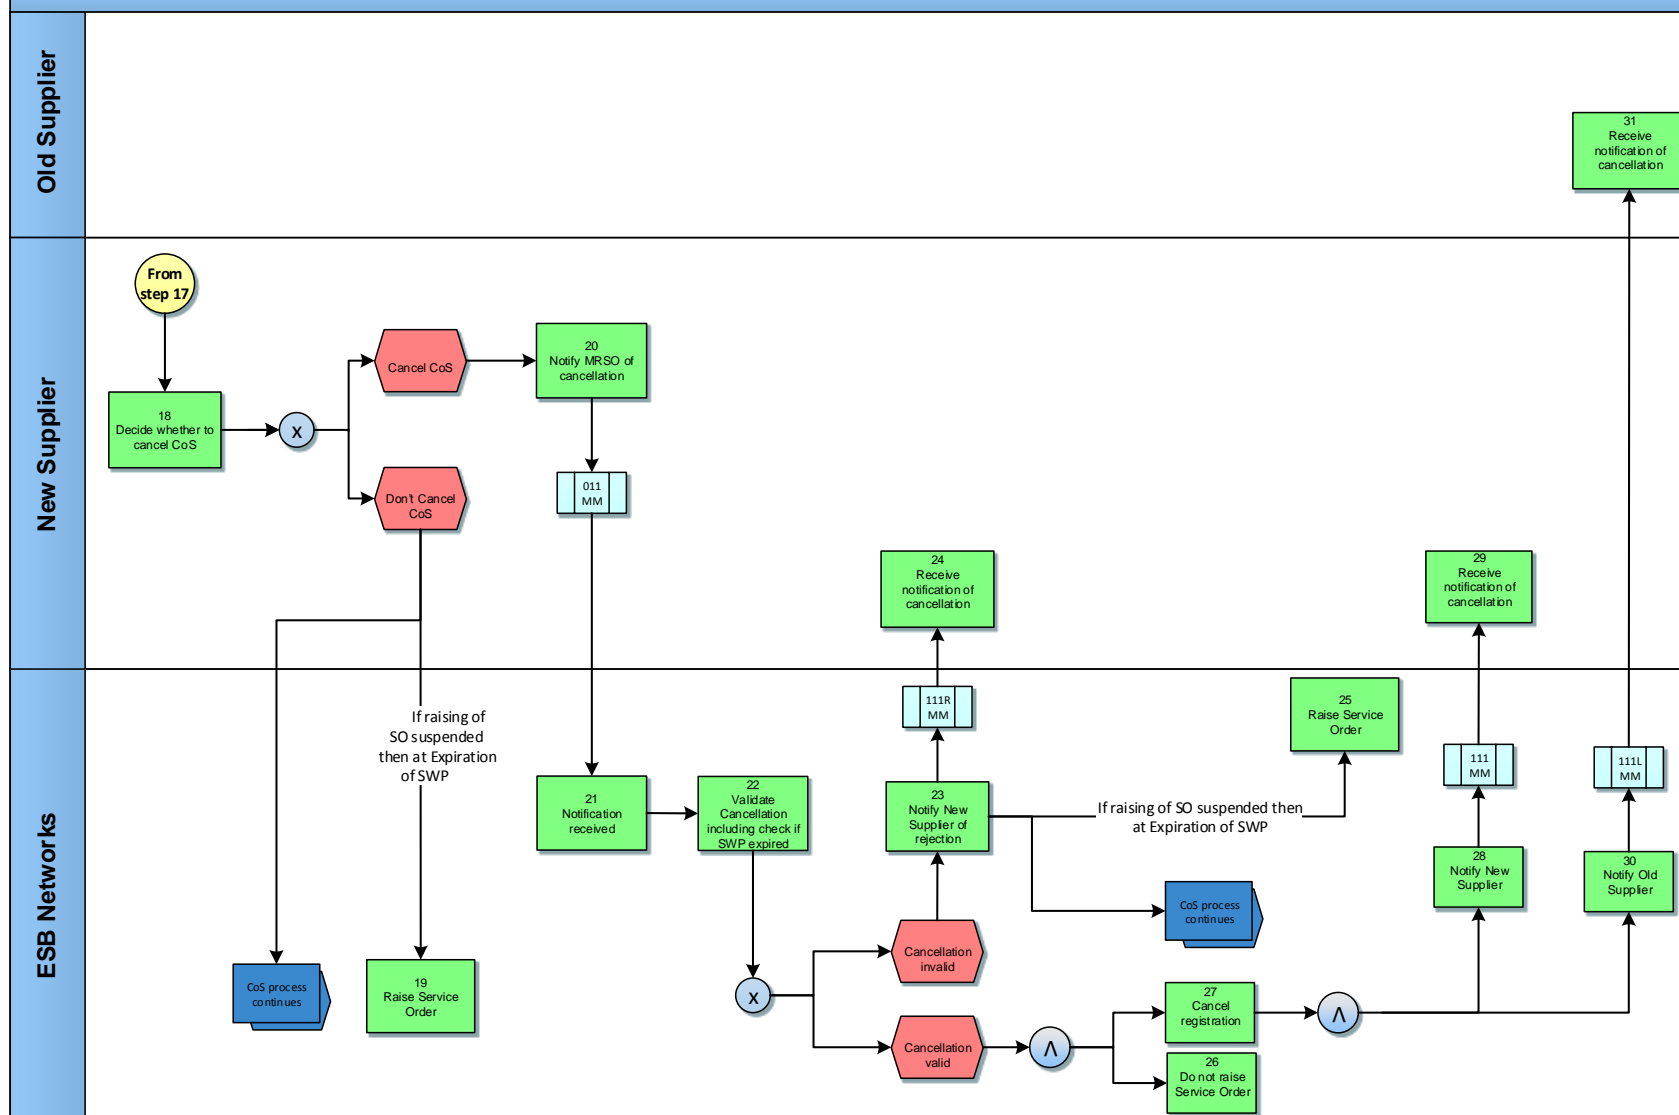 Old Supplier
31
Receive
notification of
cancellation
New Supplier
From
step 17
18
Decide whether to
cancel CoS
x
Cancel CoS
Don't Cancel
CoS
20
Notify MRSO of
cancellation
011
MM
24
Receive
notification of
cancellation
29
Receive
notification of
cancellation
ESB Networks
If raising of
SO suspended
then at Expiration
of SWP
CoS process
continues
19
Raise Service
Order
21
Notification
received
22
Validate
Cancellation
including check if
SWP expired
x
111R
MM
23
Notify New
Supplier of
rejection
Cancellation
invalid
Cancellation
valid
If raising of SO suspended then
at Expiration of SWP
25
Raise Service
Order
CoS process
continues
Λ
27
Cancel
registration
26
Do not raise
Service Order
Λ
111
MM
28
Notify New
Supplier
111L
MM
30
Notify Old
Supplier